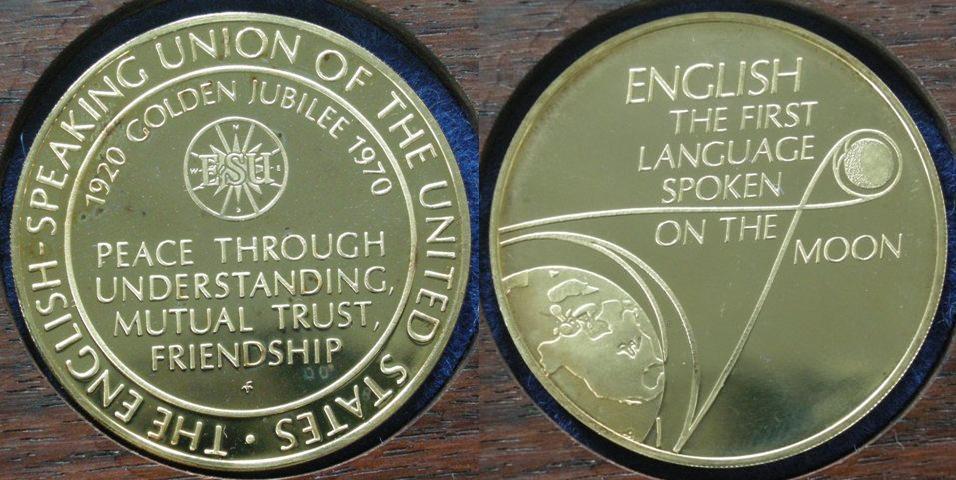 THE ENGLISH-SPEAKING UNION OF THE UNITED STATES •
1920 GOLDEN JUBILEE 1970
N
W ESU E
S
PEACE THROUGH
UNDERSTANDING,
MUTUAL TRUST,
FRIENDSHIP
ENGLISH
THE FIRST
LANGUAGE
SPOKEN
ON THE
MOON